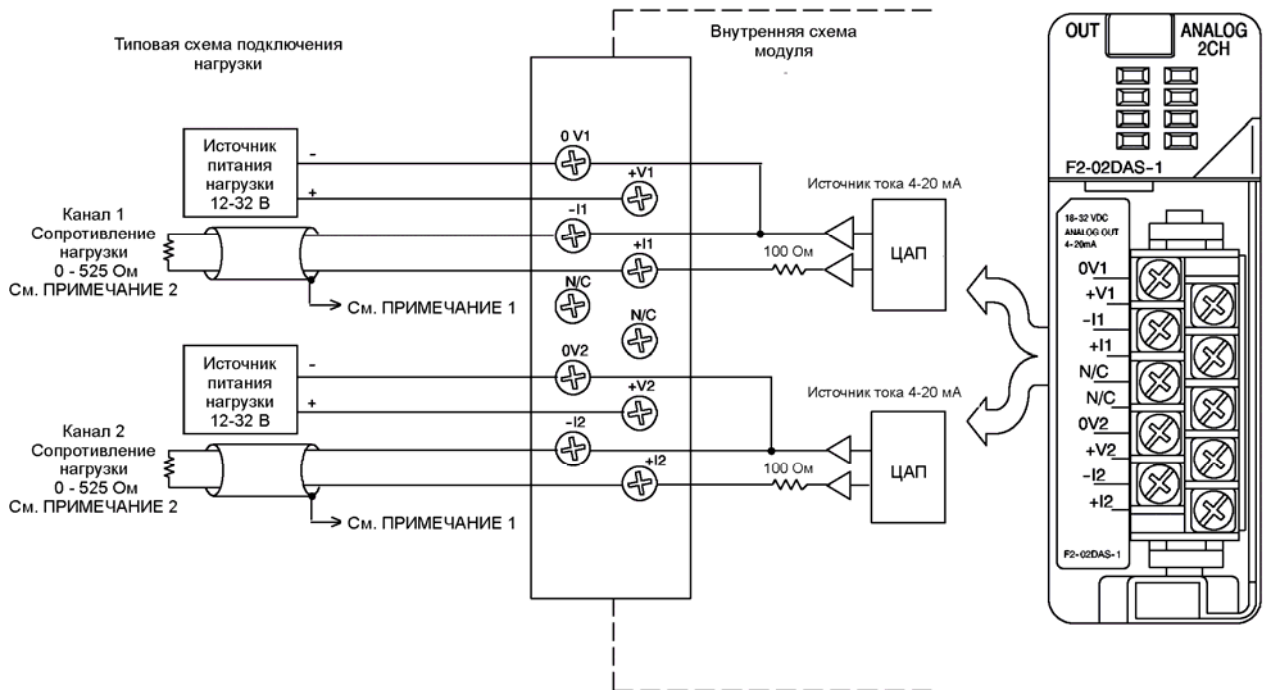 Типовая схема подключения
нагрузки
Внутренняя схема
модуля
Источник
питания
нагрузки
12-32 В
-
+
0 V1
+V1
-I1
+I1
N/C
N/C
Канал 1
Сопротивление
нагрузки
0 - 525 Ом
См. ПРИМЕЧАНИЕ 2
См. ПРИМЕЧАНИЕ 1
Источник тока 4-20 мА
100 Ом
ЦАП
Источник
питания
нагрузки
12-32 В
-
+
0V2
+V2
-I2
+I2
Канал 2
Сопротивление
нагрузки
0 - 525 Ом
См. ПРИМЕЧАНИЕ 2
См. ПРИМЕЧАНИЕ 1
Источник тока 4-20 мА
100 Ом
ЦАП
OUT
ANALOG
2CH
F2-02DAS-1
18-32 VDC
ANALOG OUT
4-20mA
0V1
+V1
-I1
+I1
N/C
N/C
0V2
+V2
-I2
+I2
F2-02DAS-1